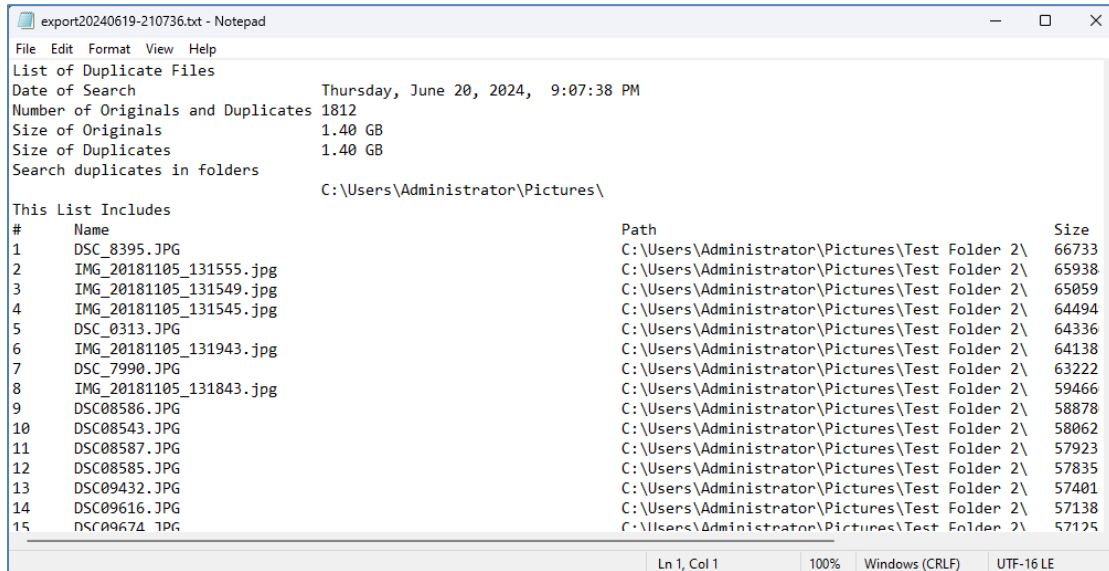 export20240619-210736.txt - Notepad
File Edit Format View Help
List of Duplicate Files
Date of Search Thursday, June 20, 2024, 9:07:38 PM
Number of Originals and Duplicates 1812
Size of Originals 1.40 GB
Size of Duplicates 1.40 GB
Search duplicates in folders
C:\Users\Administrator\Pictures\
This List Includes
# Name Path Size
1 DSC_8395.JPG C:\Users\Administrator\Pictures\Test Folder 2\ 66733
2 IMG_20181105_131555.jpg C:\Users\Administrator\Pictures\Test Folder 2\ 65938
3 IMG_20181105_131549.jpg C:\Users\Administrator\Pictures\Test Folder 2\ 65059
4 IMG_20181105_131545.jpg C:\Users\Administrator\Pictures\Test Folder 2\ 64494
5 DSC_0313.JPG C:\Users\Administrator\Pictures\Test Folder 2\ 64336
6 IMG_20181105_131943.jpg C:\Users\Administrator\Pictures\Test Folder 2\ 64138
7 DSC_7990.JPG C:\Users\Administrator\Pictures\Test Folder 2\ 63222
8 IMG_20181105_131843.jpg C:\Users\Administrator\Pictures\Test Folder 2\ 59466
9 DSC08586.JPG C:\Users\Administrator\Pictures\Test Folder 2\ 58878
10 DSC08543.JPG C:\Users\Administrator\Pictures\Test Folder 2\ 58062
11 DSC08587.JPG C:\Users\Administrator\Pictures\Test Folder 2\ 57923
12 DSC08585.JPG C:\Users\Administrator\Pictures\Test Folder 2\ 57835
13 DSC09432.JPG C:\Users\Administrator\Pictures\Test Folder 2\ 57401
14 DSC09616.JPG C:\Users\Administrator\Pictures\Test Folder 2\ 57138
15 DSC09674.JPG C:\Users\Administrator\Pictures\Test Folder 2\ 57125
Ln 1, Col 1 100% Windows (CRLF) UTF-16 LE